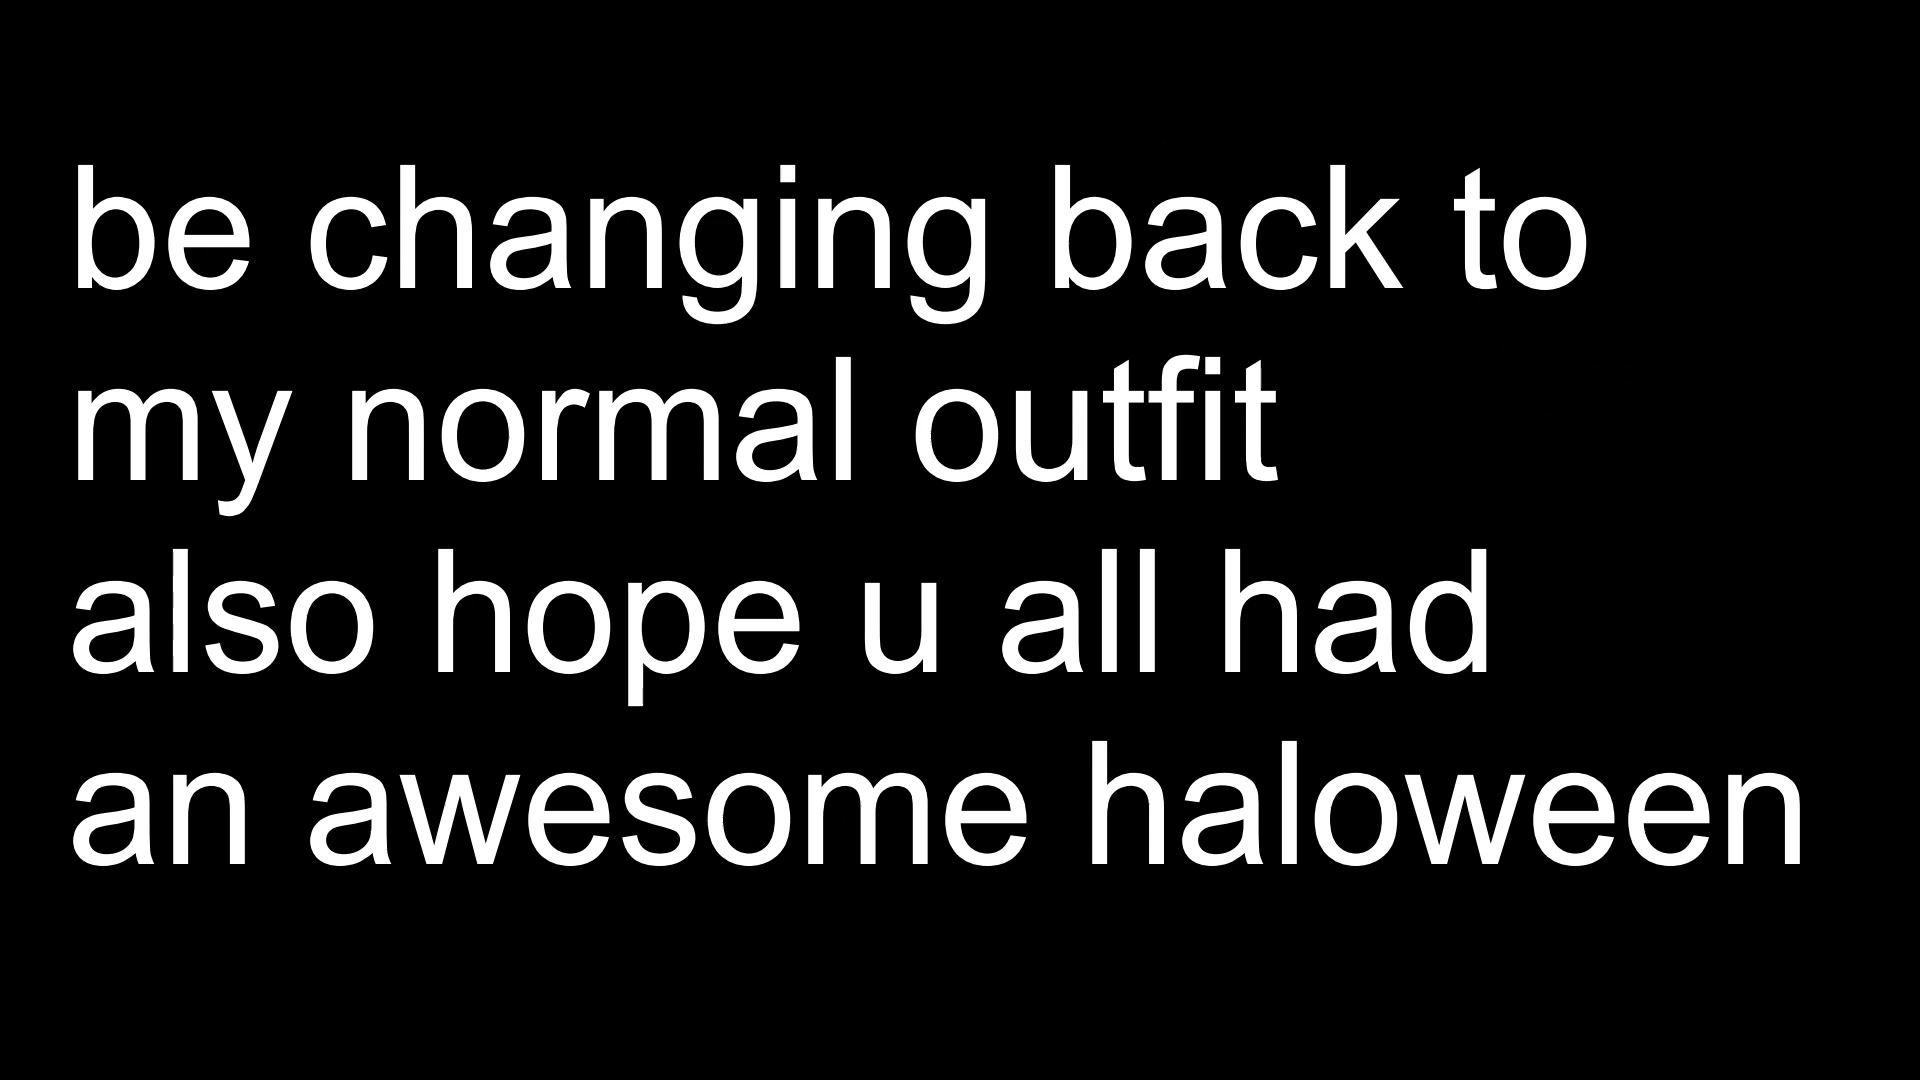 be changing back to
my normal outfit
also hope u all had
an awesome haloween